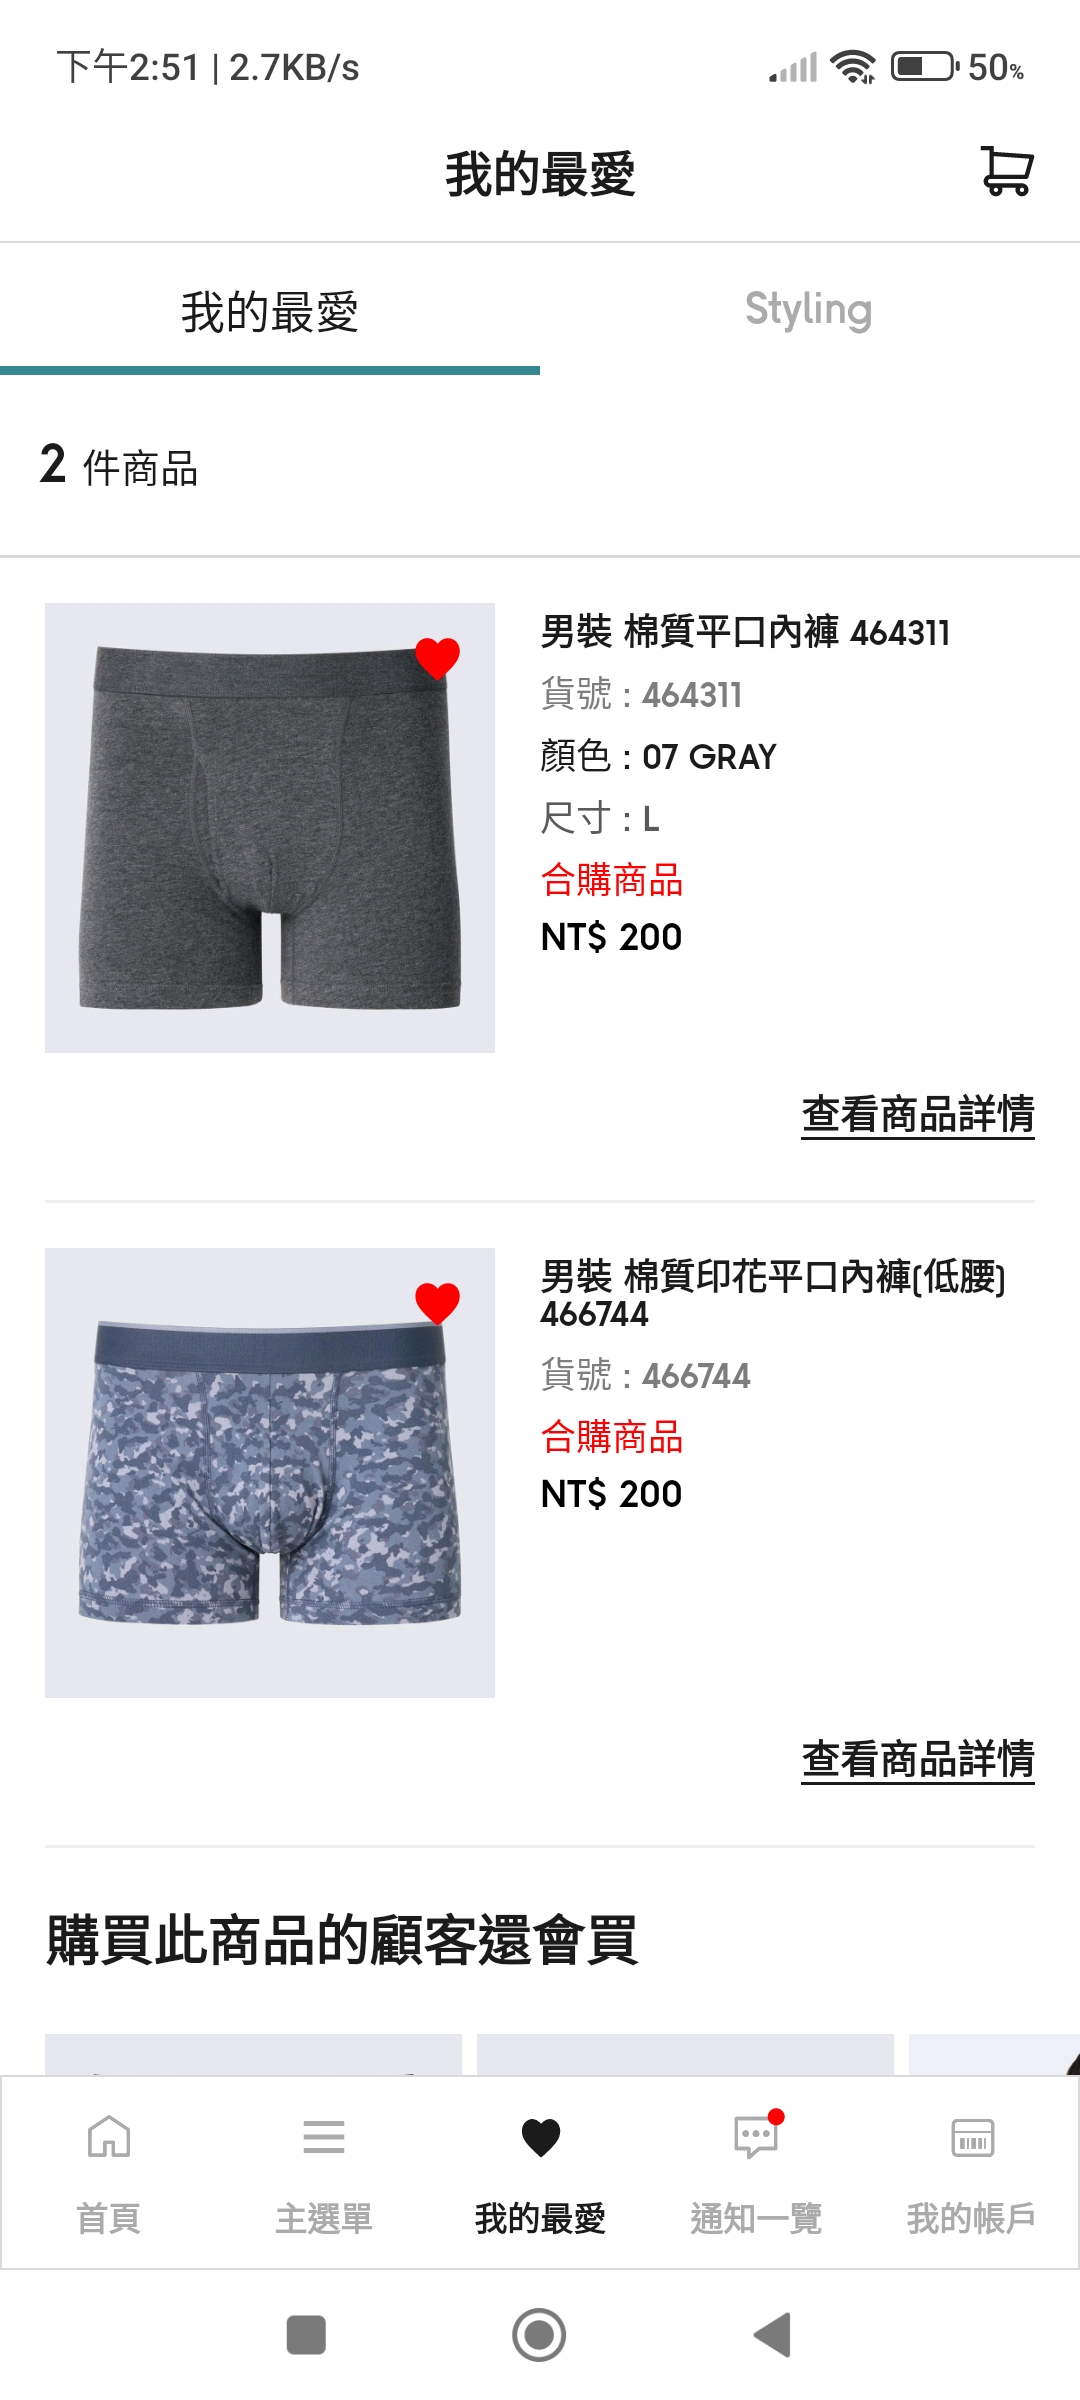 下午2:51 | 2.7KB/s
50%
我的最愛
我的最愛
Styling
2 件商品
男裝 棉質平口內褲 464311
貨號 : 464311
顏色 : 07 GRAY
尺寸 : L
合購商品
NT$ 200
查看商品詳情
男裝 棉質印花平口內褲(低腰)
466744
貨號 : 466744
合購商品
NT$ 200
查看商品詳情
購買此商品的顧客還會買
首頁
主選單
我的最愛
通知一覽
我的帳戶